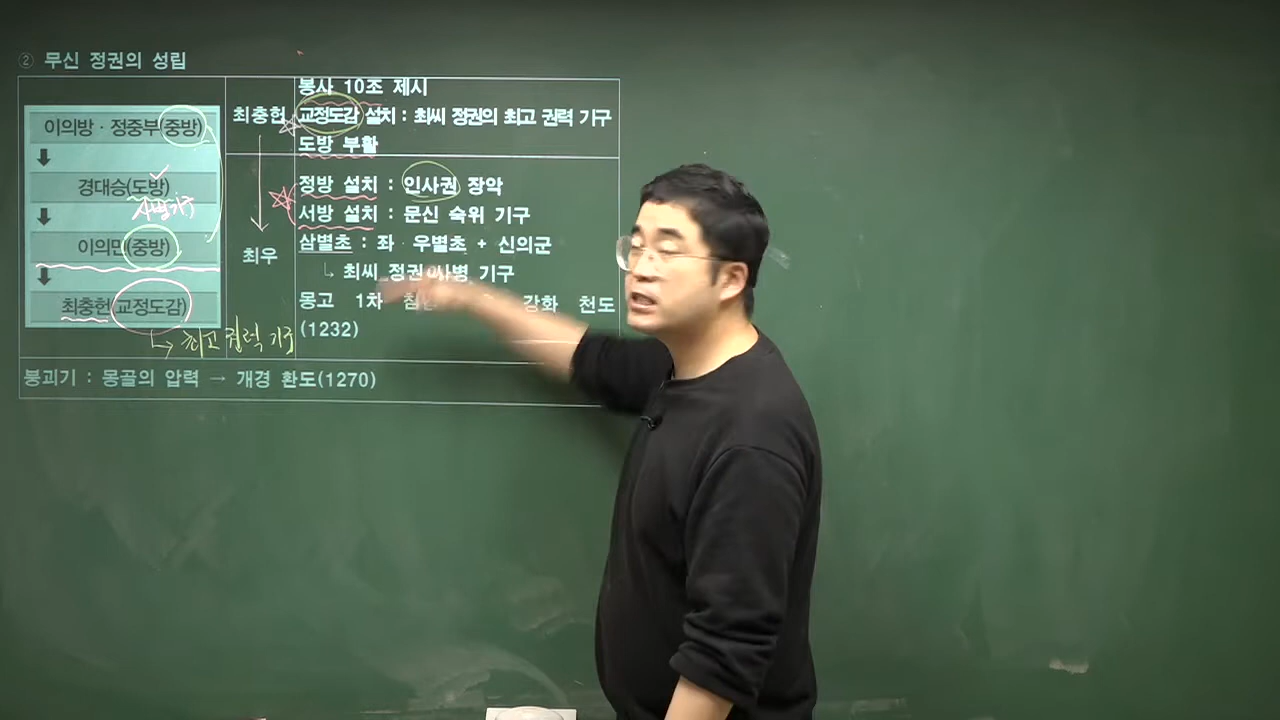 ② 무신 정권의 성립
이의방 · 정중부(중방)
경대승(도방)
사병기구
이의민(중방)
최충헌(교정도감)
→ 최고 권력 기구
최충헌
봉사 10조 제시
교정도감 설치 : 최씨 정권의 최고 권력 기구
도방 부활
최우
정방 설치 : 인사권 장악
서방 설치 : 문신 숙위 기구
삼별초 : 좌 · 우별초 + 신의군
최씨 정권 사병 기구
몽고 1차 강화 천도
(1232)
붕괴기 : 몽골의 압력 → 개경 환도(1270)